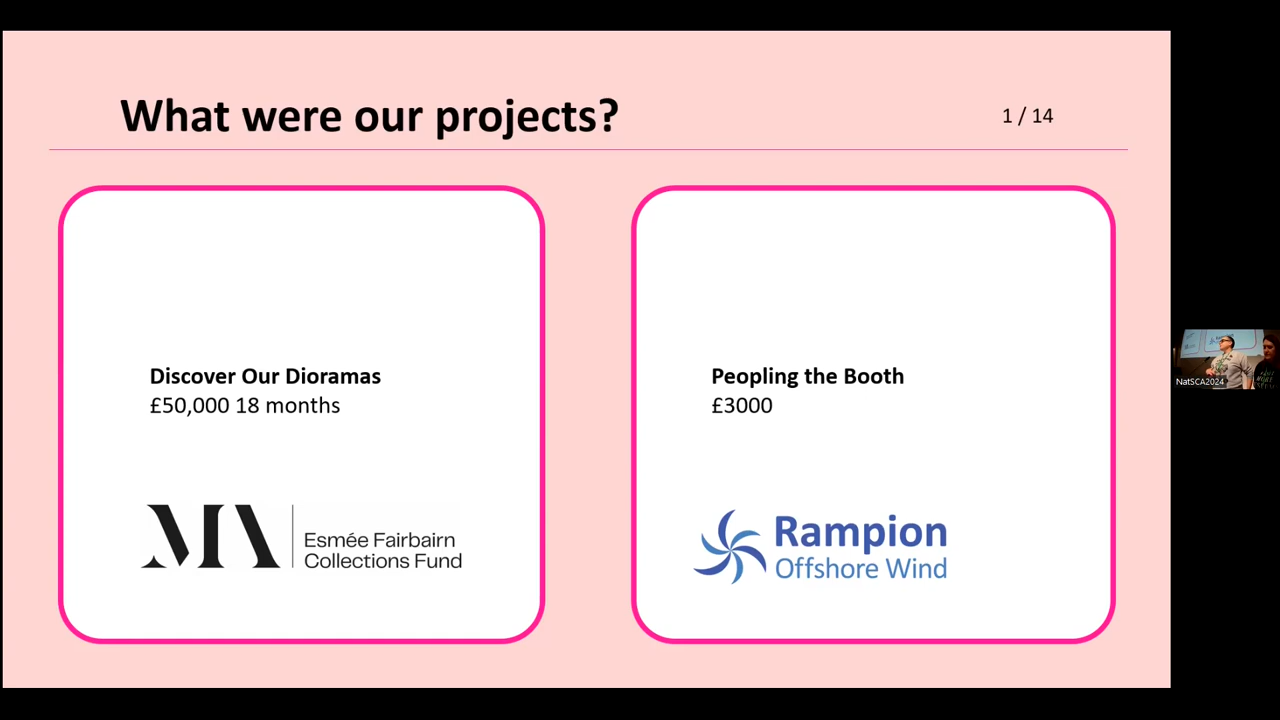 What were our projects?
1 / 14
Discover Our Dioramas
£50,000 18 months
MA
Esmée Fairbairn
Collections Fund
Peopling the Booth
£3000
Rampion
Offshore Wind
NatSCA2024